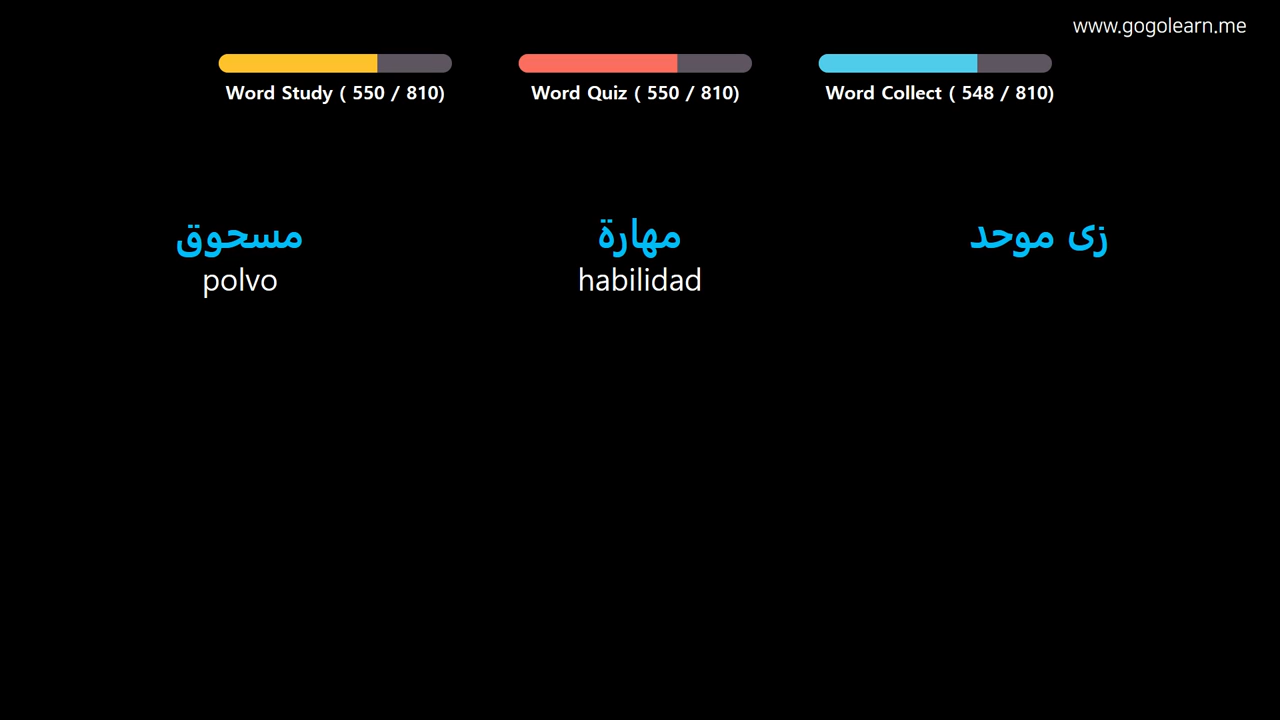 www.gogolearn.me
Word Study ( 550 / 810)
Word Quiz ( 550 / 810)
Word Collect ( 548 / 810)
مسحوق
polvo
مهارة
habilidad
زى موحد